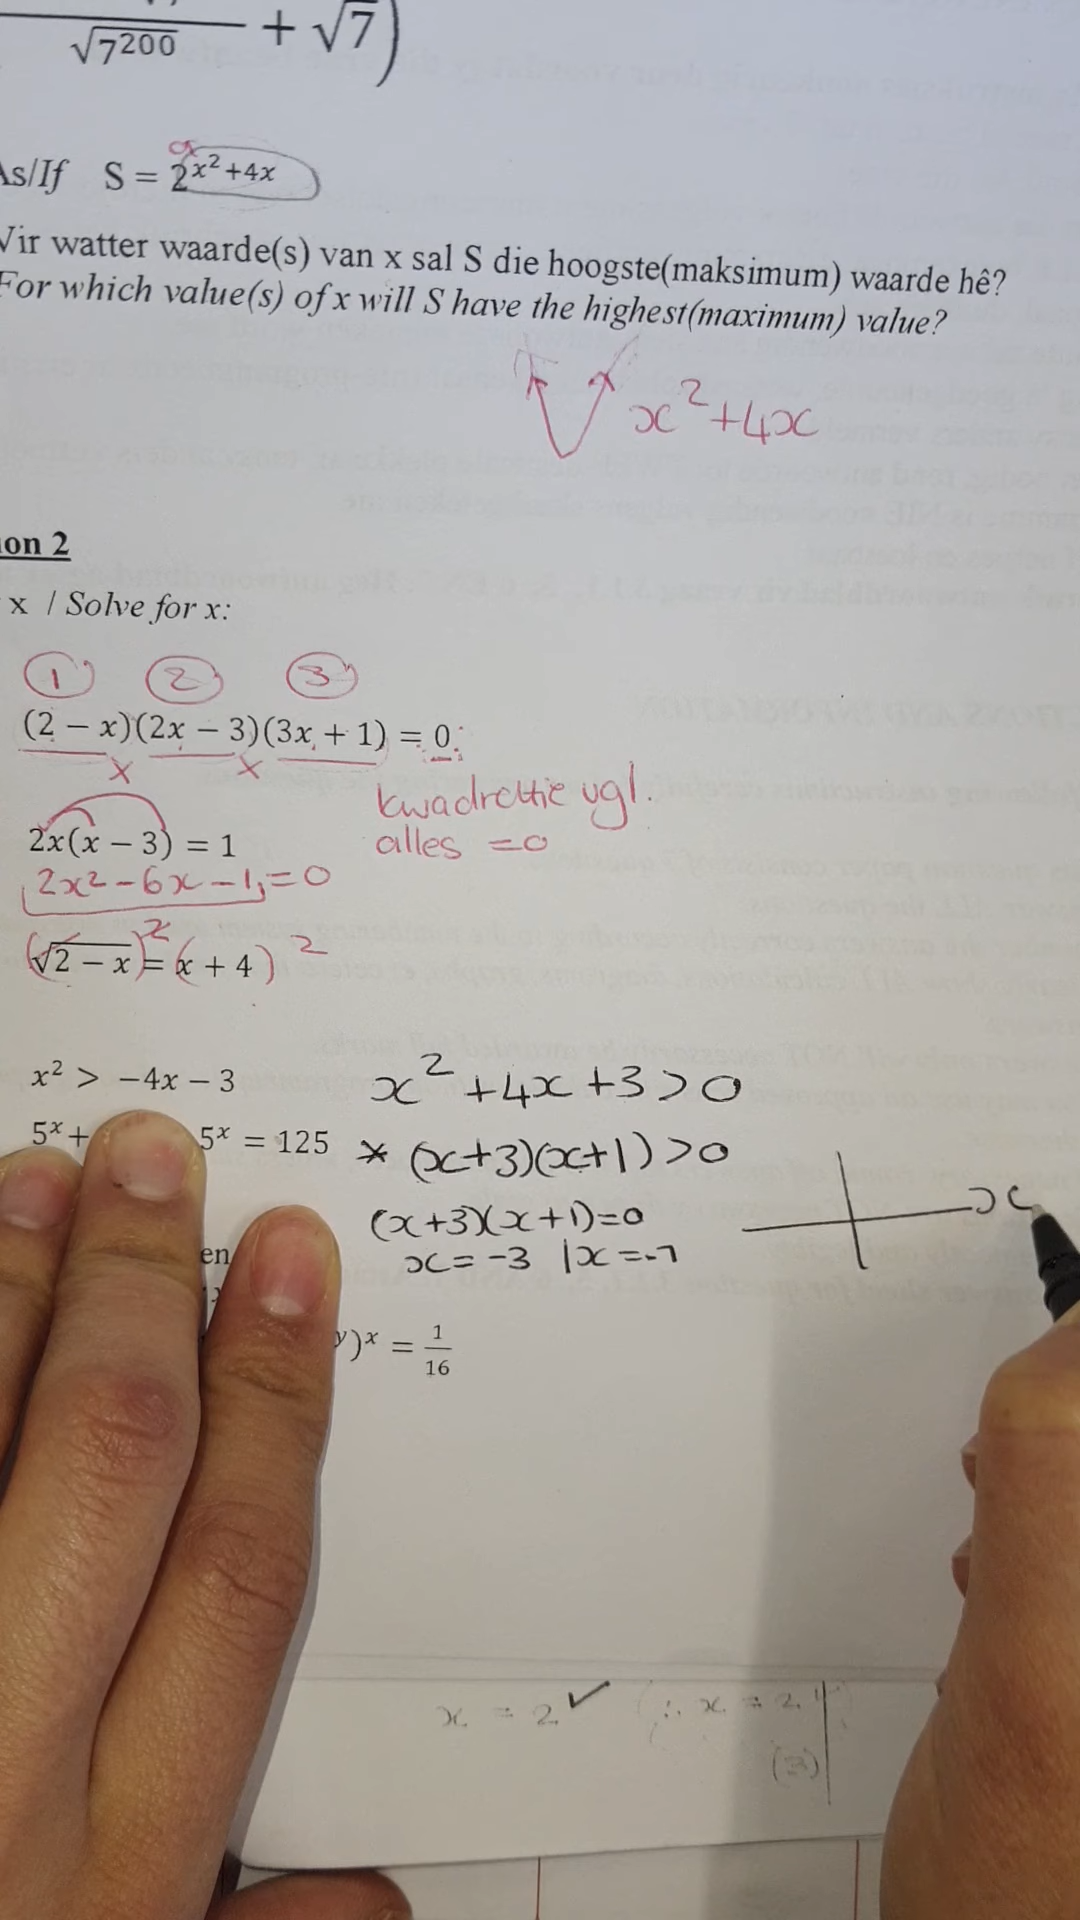 √7²⁰⁰ + √7)
As/If S = 2^(x²+4x)
Vir watter waarde(s) van x sal S die hoogste(maksimum) waarde hê?
For which value(s) of x will S have the highest(maximum) value?
x² + 4x
on 2
x / Solve for x:
1 2 3
(2 − x)(2x − 3)(3x + 1) = 0
x x
kwadratic vgl.
alles = 0
2x(x − 3) = 1
2x² − 6x − 1 = 0
(√2 − x)² = (x + 4)²
x² > −4x − 3
x² + 4x + 3 > 0
5ˣ + 5ˣ = 125
* (x+3)(x+1) > 0
(x+3)(x+1) = 0
x
x = −3 | x = −1
en
y)ˣ = 1/16
x = 2 ✓ ∴ x = 2
(3)